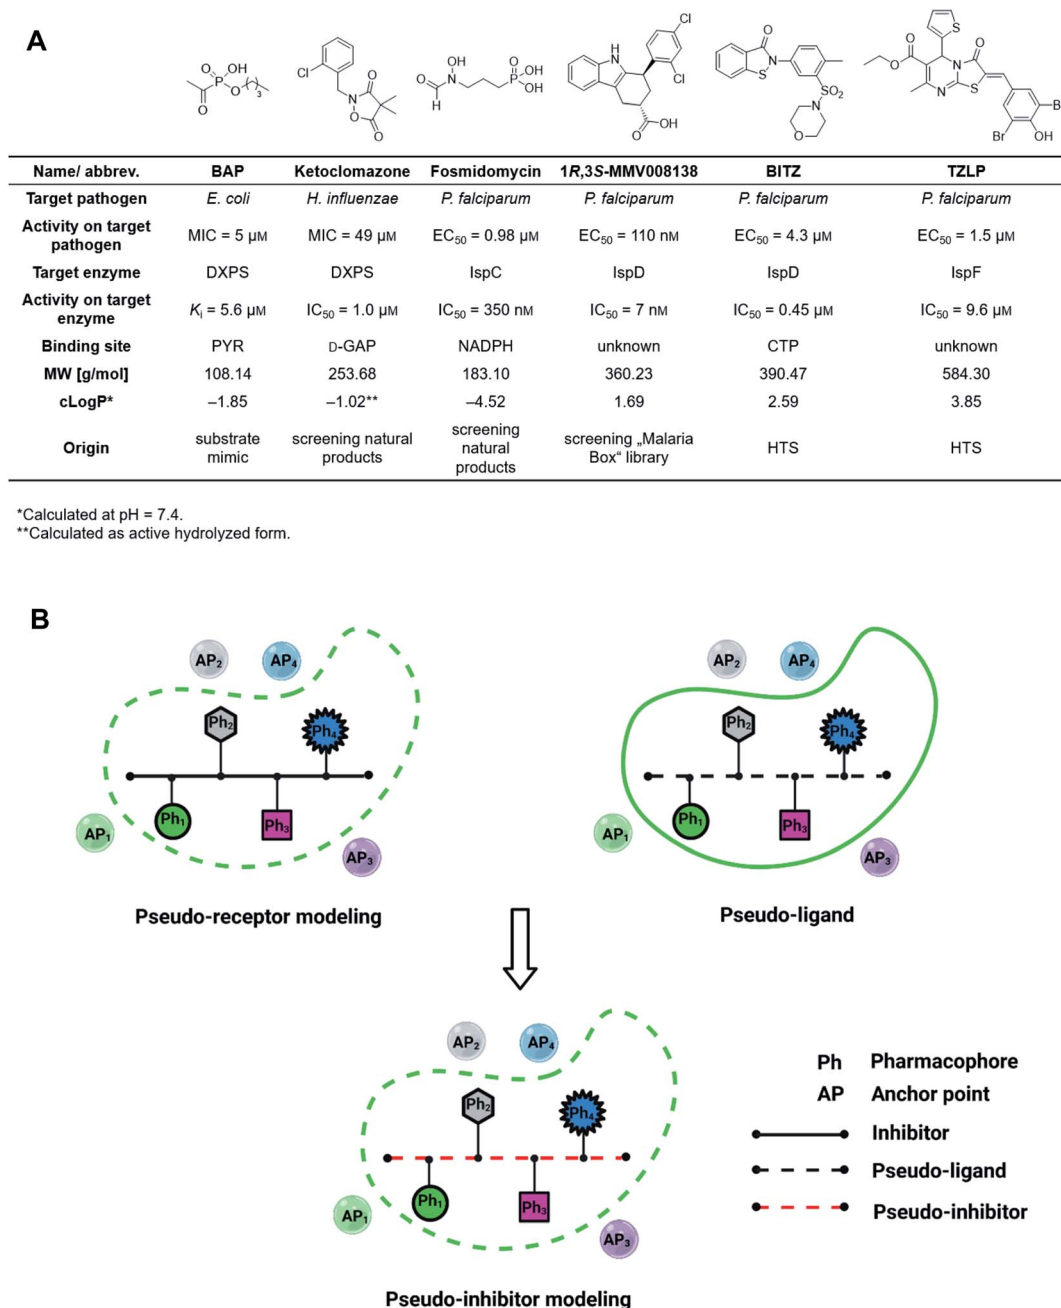 A
Name/ abbrev. BAP Ketoclomazone Fosmidomycin 1R,3S-MMV008138 BITZ TZLP
Target pathogen E. coli H. influenzae P. falciparum P. falciparum P. falciparum P. falciparum
Activity on target pathogen MIC = 5 µM MIC = 49 µM EC50 = 0.98 µM EC50 = 110 nM EC50 = 4.3 µM EC50 = 1.5 µM
Target enzyme DXPS DXPS IspC IspD IspD IspF
Activity on target enzyme Ki = 5.6 µM IC50 = 1.0 µM IC50 = 350 nM IC50 = 7 nM IC50 = 0.45 µM IC50 = 9.6 µM
Binding site PYR D-GAP NADPH unknown CTP unknown
MW [g/mol] 108.14 253.68 183.10 360.23 390.47 584.30
cLogP* –1.85 –1.02** –4.52 1.69 2.59 3.85
Origin substrate mimic screening natural products screening natural products screening „Malaria Box“ library HTS HTS
*Calculated at pH = 7.4.
**Calculated as active hydrolyzed form.
B
AP2 AP4
Ph2 Ph4
Ph1 Ph3
AP1 AP3
Pseudo-receptor modeling
AP2 AP4
Ph2 Ph4
Ph1 Ph3
AP1 AP3
Pseudo-ligand
AP2 AP4
Ph2 Ph4
Ph1 Ph3
AP1 AP3
Pseudo-inhibitor modeling
Ph Pharmacophore
AP Anchor point
Inhibitor
Pseudo-ligand
Pseudo-inhibitor